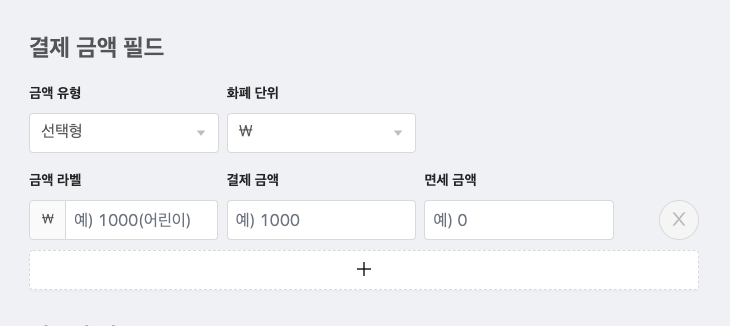 결제 금액 필드
금액 유형 화폐 단위
선택형 ₩
금액 라벨 결제 금액 면세 금액
₩ 예) 1000(어린이) 예) 1000 예) 0 X
+